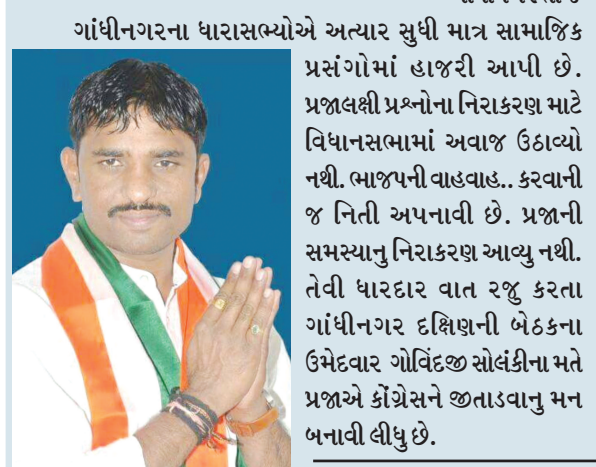 ગાંધીનગરના ધારાસભ્યોએ અત્યાર સુધી માત્ર સામાજિક
પ્રસંગોમાં હાજરી આપી છે.
પ્રજાલક્ષી પ્રશ્નોના નિરાકરણ માટે
વિધાનસભામાં અવાજ ઉઠાવ્યો
નથી. ભાજપની વાહવાહ.. કરવાની
જ નિતી અપનાવી છે. પ્રજાની
સમસ્યાનુ નિરાકરણ આવ્યુ નથી.
તેવી ધારદાર વાત રજુ કરતા
ગાંધીનગર દક્ષિણની બેઠકના
ઉમેદવાર ગોવિંદજી સોલંકીના મતે
પ્રજાએ કોંગ્રેસને જીતાડવાનુ મન
બનાવી લીધુ છે.